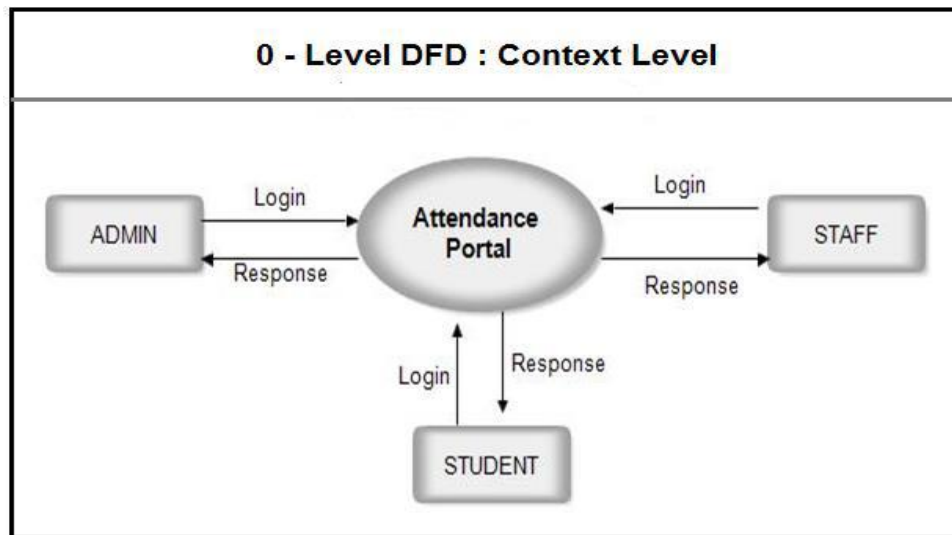 0 - Level DFD : Context Level
Login
Login
ADMIN
Attendance
Portal
STAFF
Response
Response
Login
Response
STUDENT